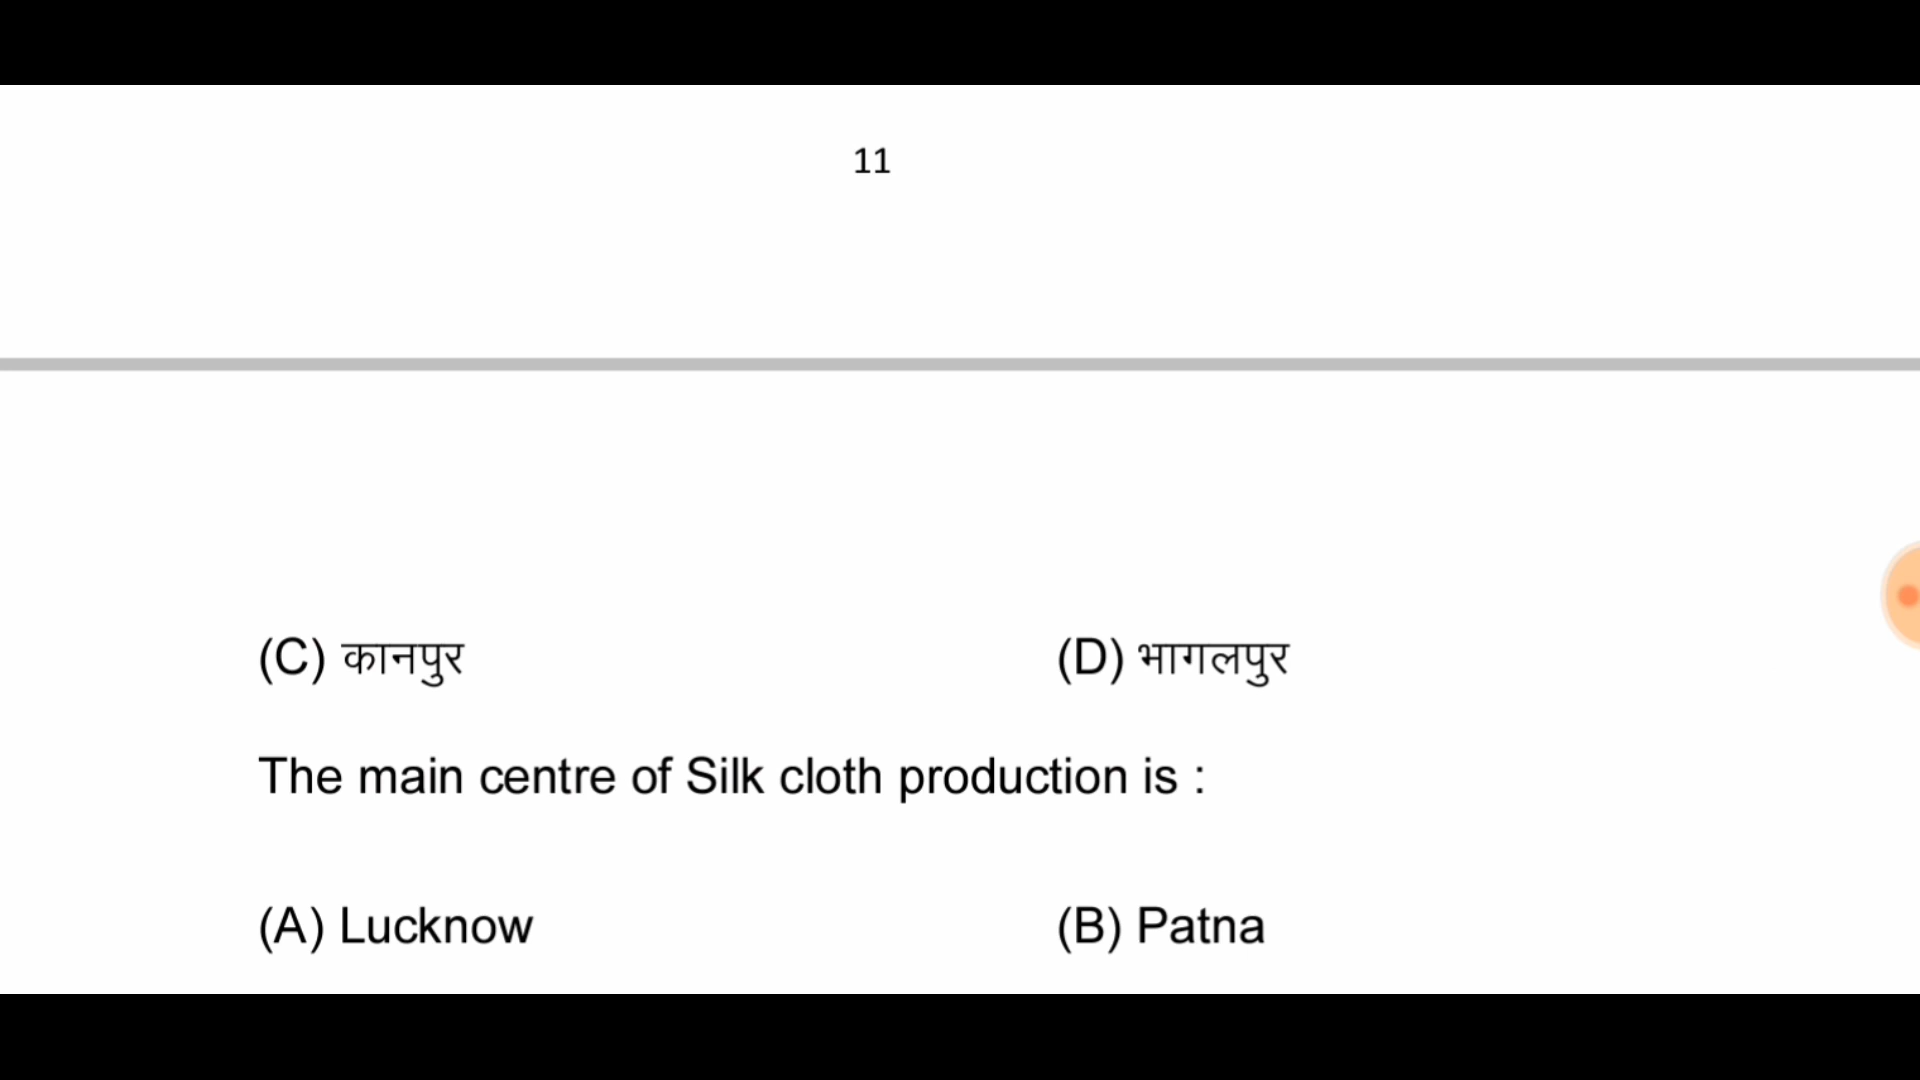 11
(C) कानपुर (D) भागलपुर
The main centre of Silk cloth production is :
(A) Lucknow (B) Patna